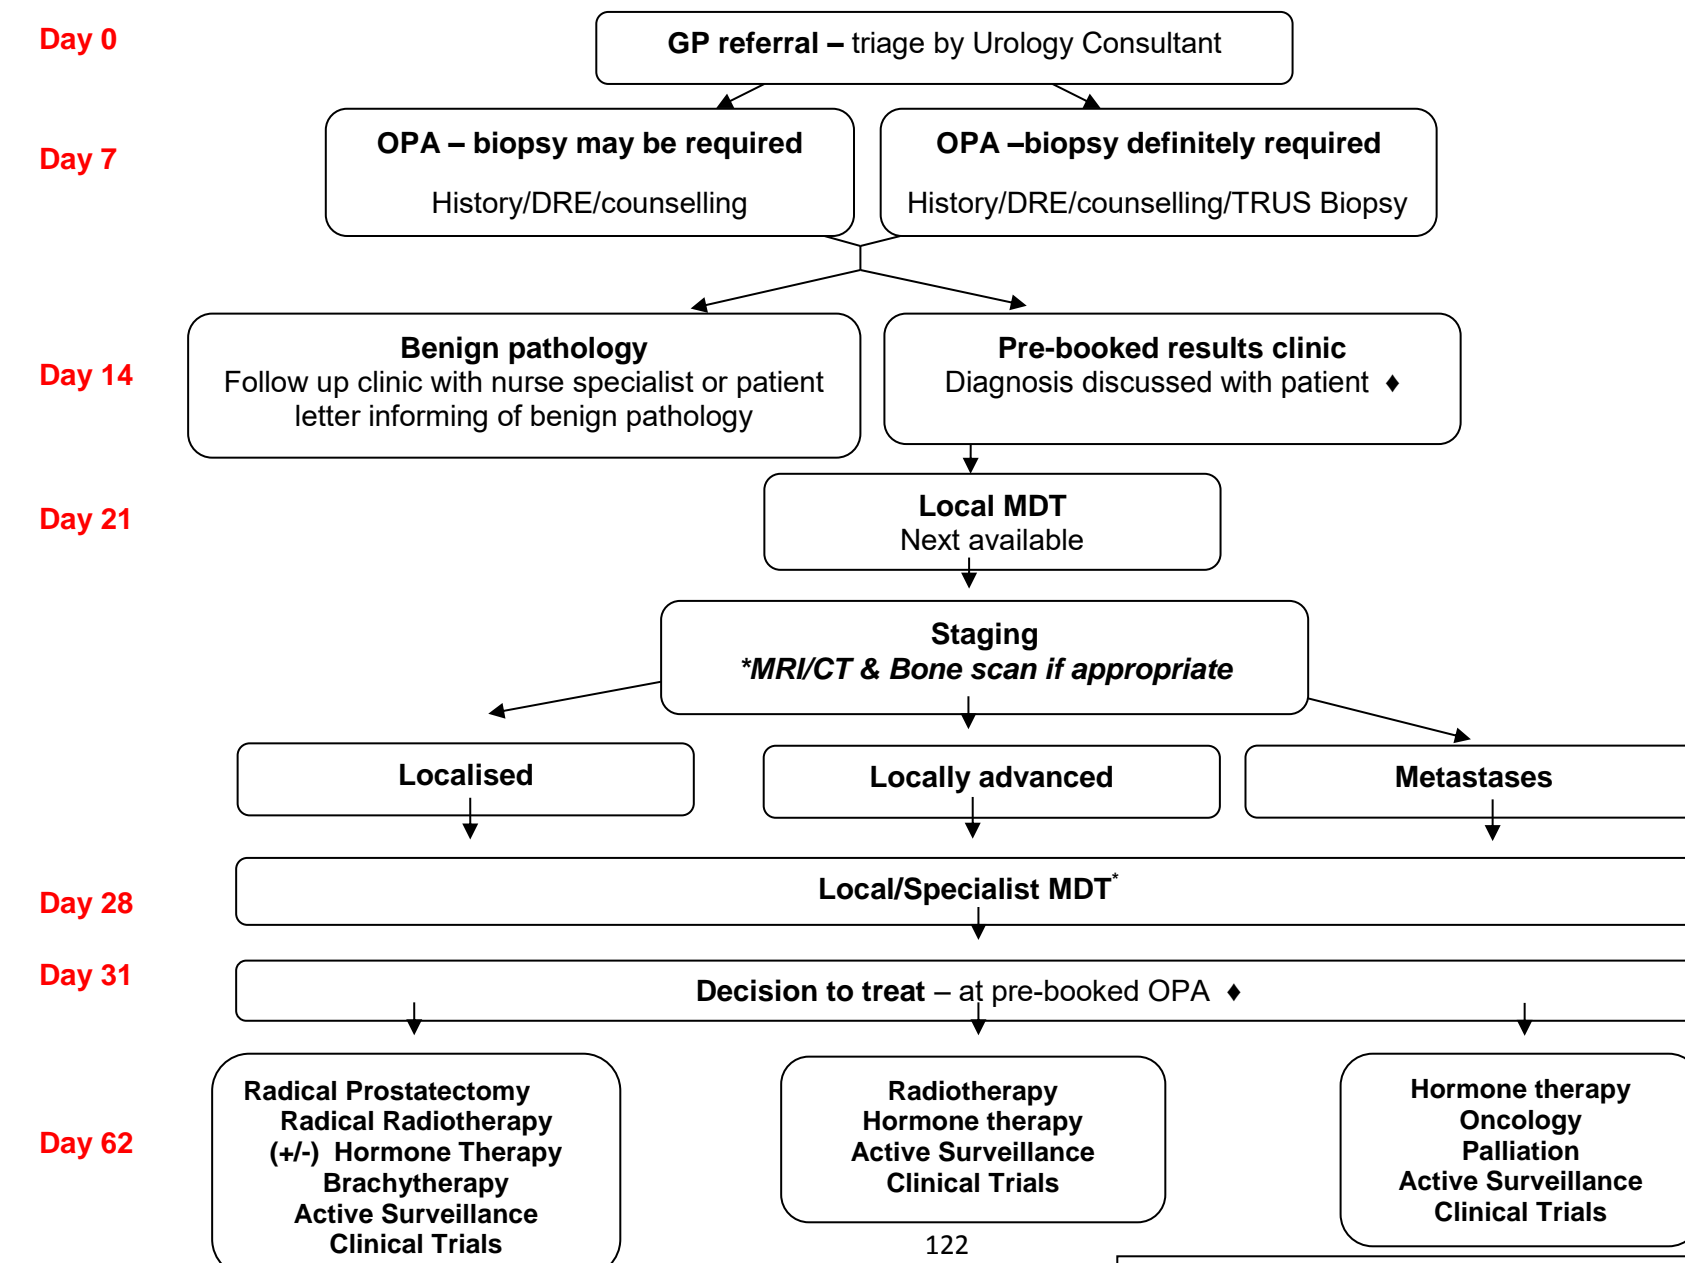 Day 0
GP referral – triage by Urology Consultant
Day 7
OPA – biopsy may be required
History/DRE/counselling
OPA –biopsy definitely required
History/DRE/counselling/TRUS Biopsy
Day 14
Benign pathology
Follow up clinic with nurse specialist or patient
letter informing of benign pathology
Pre-booked results clinic
Diagnosis discussed with patient ♦
Day 21
Local MDT
Next available
Staging
*MRI/CT & Bone scan if appropriate
Localised
Locally advanced
Metastases
Day 28
Local/Specialist MDT*
Day 31
Decision to treat – at pre-booked OPA ♦
Day 62
Radical Prostatectomy
Radical Radiotherapy
(+/-) Hormone Therapy
Brachytherapy
Active Surveillance
Clinical Trials
Radiotherapy
Hormone therapy
Active Surveillance
Clinical Trials
Hormone therapy
Oncology
Palliation
Active Surveillance
Clinical Trials
122